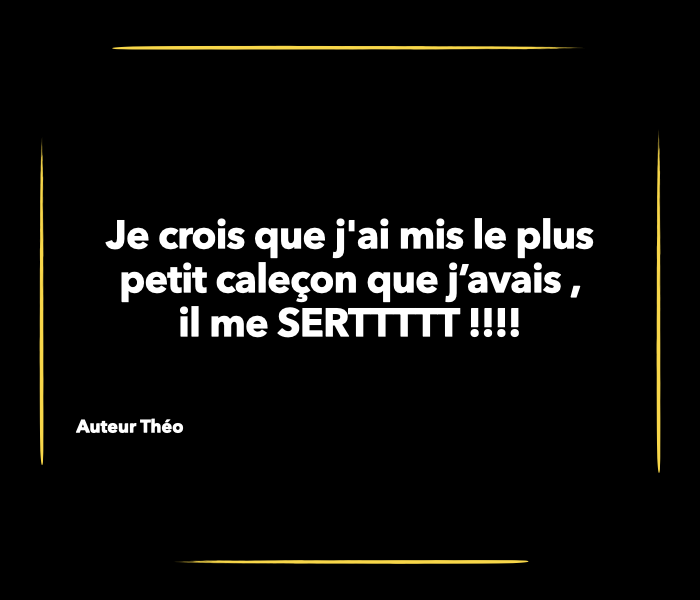 Je crois que j'ai mis le plus
petit caleçon que j’avais ,
il me SERTTTTT !!!!
Auteur Théo